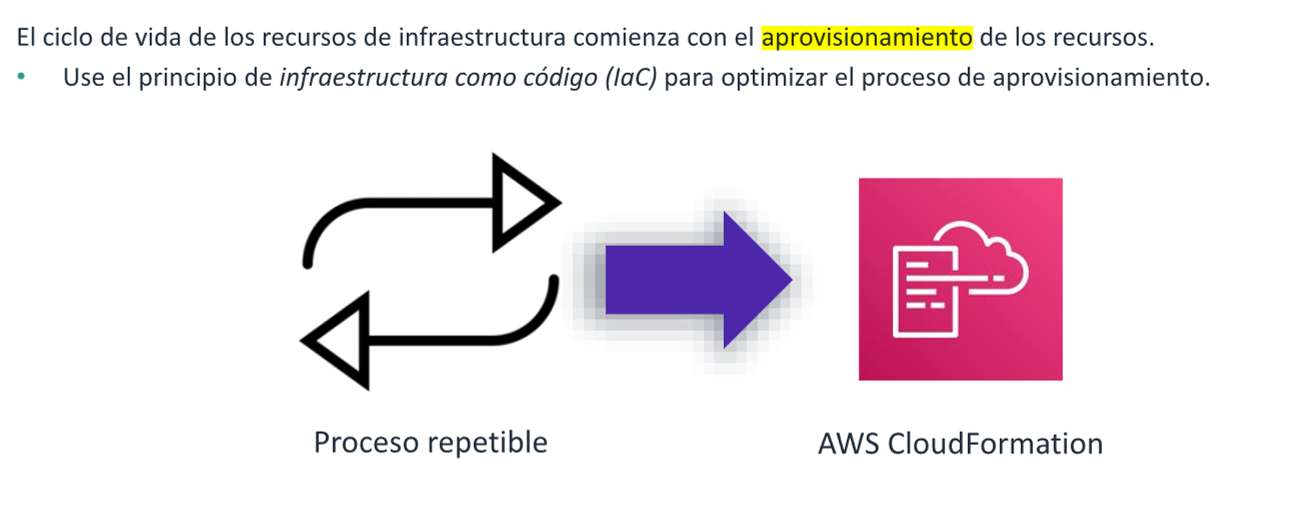 El ciclo de vida de los recursos de infraestructura comienza con el aprovisionamiento de los recursos.
• Use el principio de infraestructura como código (IaC) para optimizar el proceso de aprovisionamiento.
Proceso repetible
AWS CloudFormation